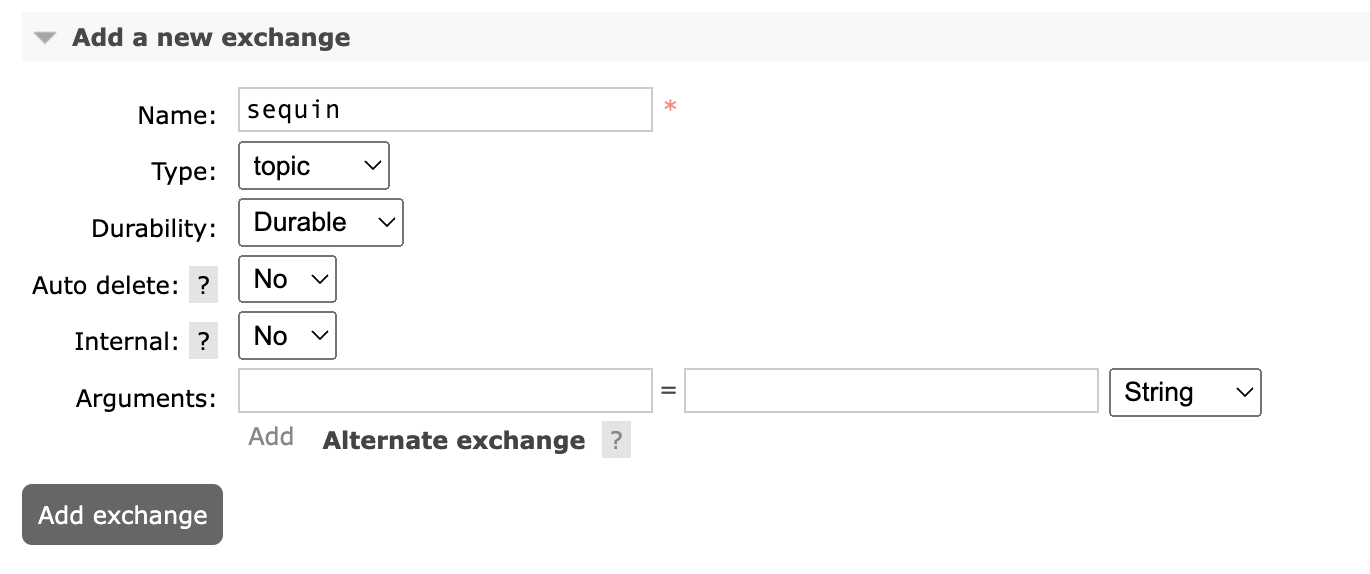 Add a new exchange
Name: sequin *
Type: topic
Durability: Durable
Auto delete: ? No
Internal: ? No
Arguments: = String
Add Alternate exchange ?
Add exchange